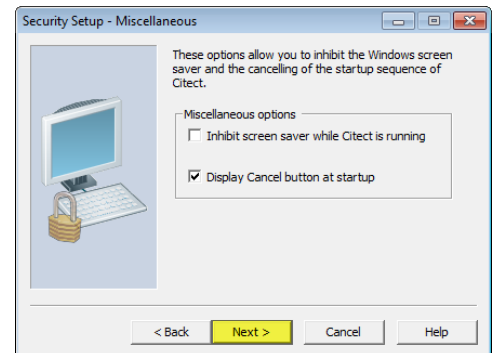 Security Setup - Miscellaneous
These options allow you to inhibit the Windows screen
saver and the cancelling of the startup sequence of
Citect.
Miscellaneous options
Inhibit screen saver while Citect is running
Display Cancel button at startup
< Back
Next >
Cancel
Help